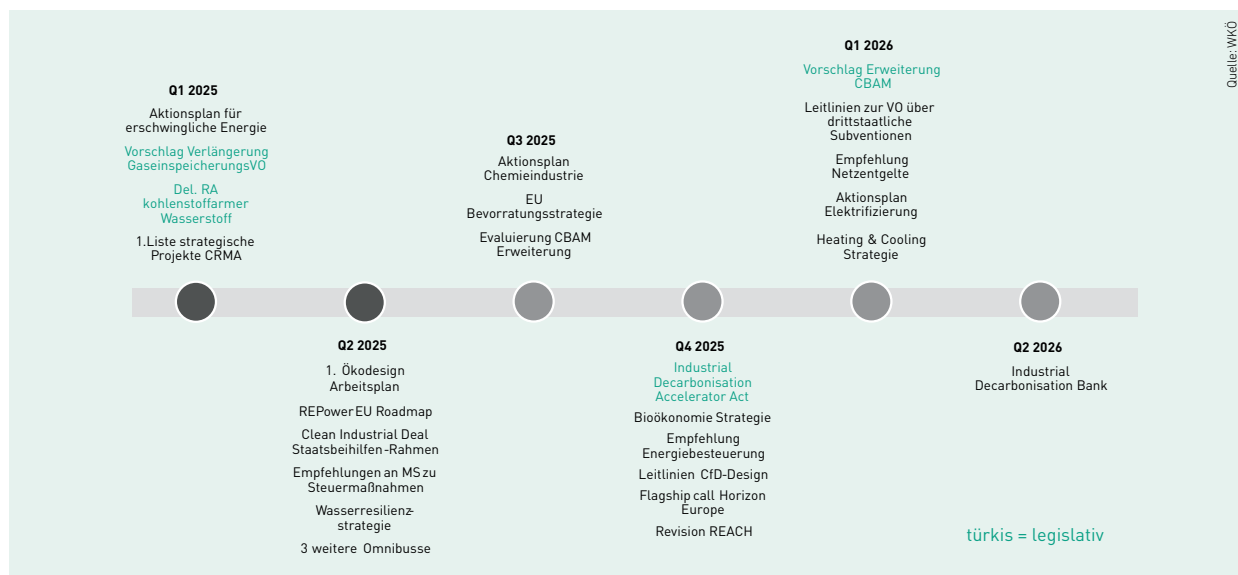 Q1 2025
Aktionsplan für
erschwingliche Energie
Vorschlag Verlängerung
GaseinspeicherungsVO
Del. RA
kohlenstoffarmer
Wasserstoff
1.Liste strategische
Projekte CRMA
Q2 2025
1. Ökodesign
Arbeitsplan
REPowerEU Roadmap
Clean Industrial Deal
Staatsbeihilfen-Rahmen
Empfehlungen an MS zu
Steuermaßnahmen
Wasserresilienz-
strategie
3 weitere Omnibusse
Q3 2025
Aktionsplan
Chemieindustrie
EU
Bevorratungsstrategie
Evaluierung CBAM
Erweiterung
Q4 2025
Industrial
Decarbonisation
Accelerator Act
Bioökonomie Strategie
Empfehlung
Energiebesteuerung
Leitlinien CfD-Design
Flagship call Horizon
Europe
Revision REACH
Q1 2026
Vorschlag Erweiterung
CBAM
Leitlinien zur VO über
drittstaatliche
Subventionen
Empfehlung
Netzentgelte
Aktionsplan
Elektrifizierung
Heating & Cooling
Strategie
Q2 2026
Industrial
Decarbonisation Bank
türkis = legislativ
Quelle: WKÖ